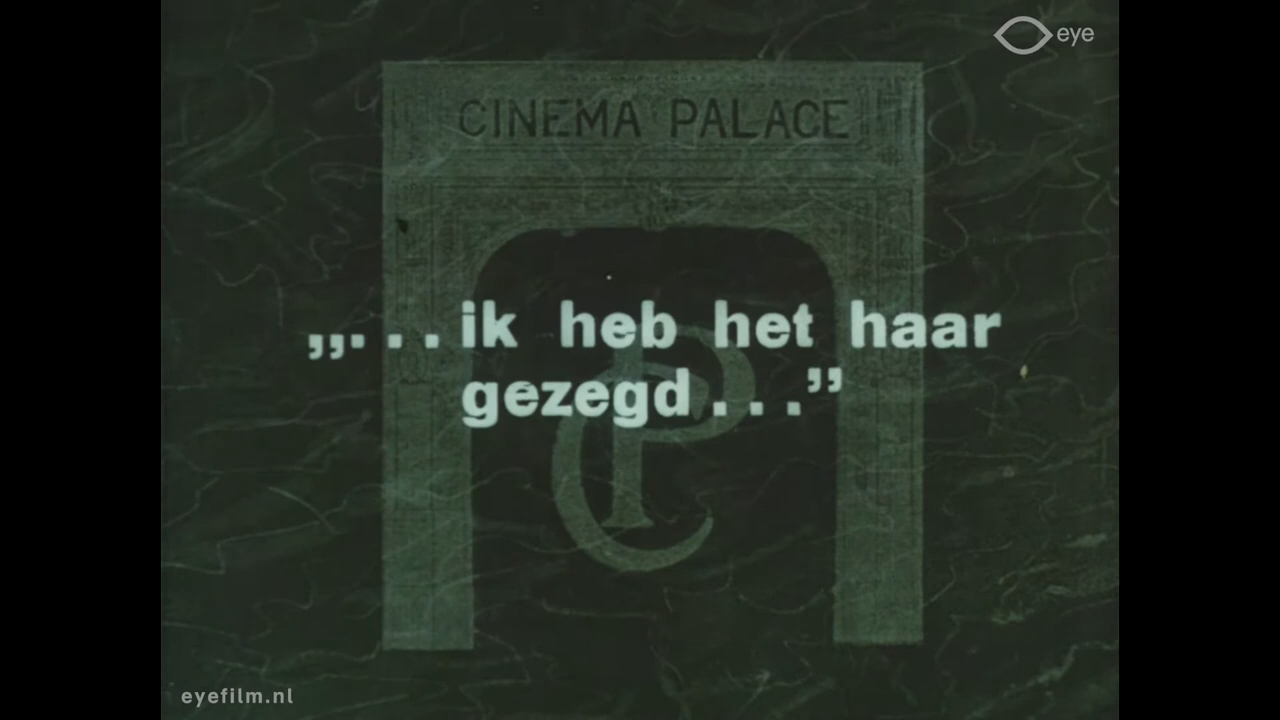 eye
CINEMA PALACE
„. . . ik heb het haar
gezegd . . .”
CP
eyefilm.nl